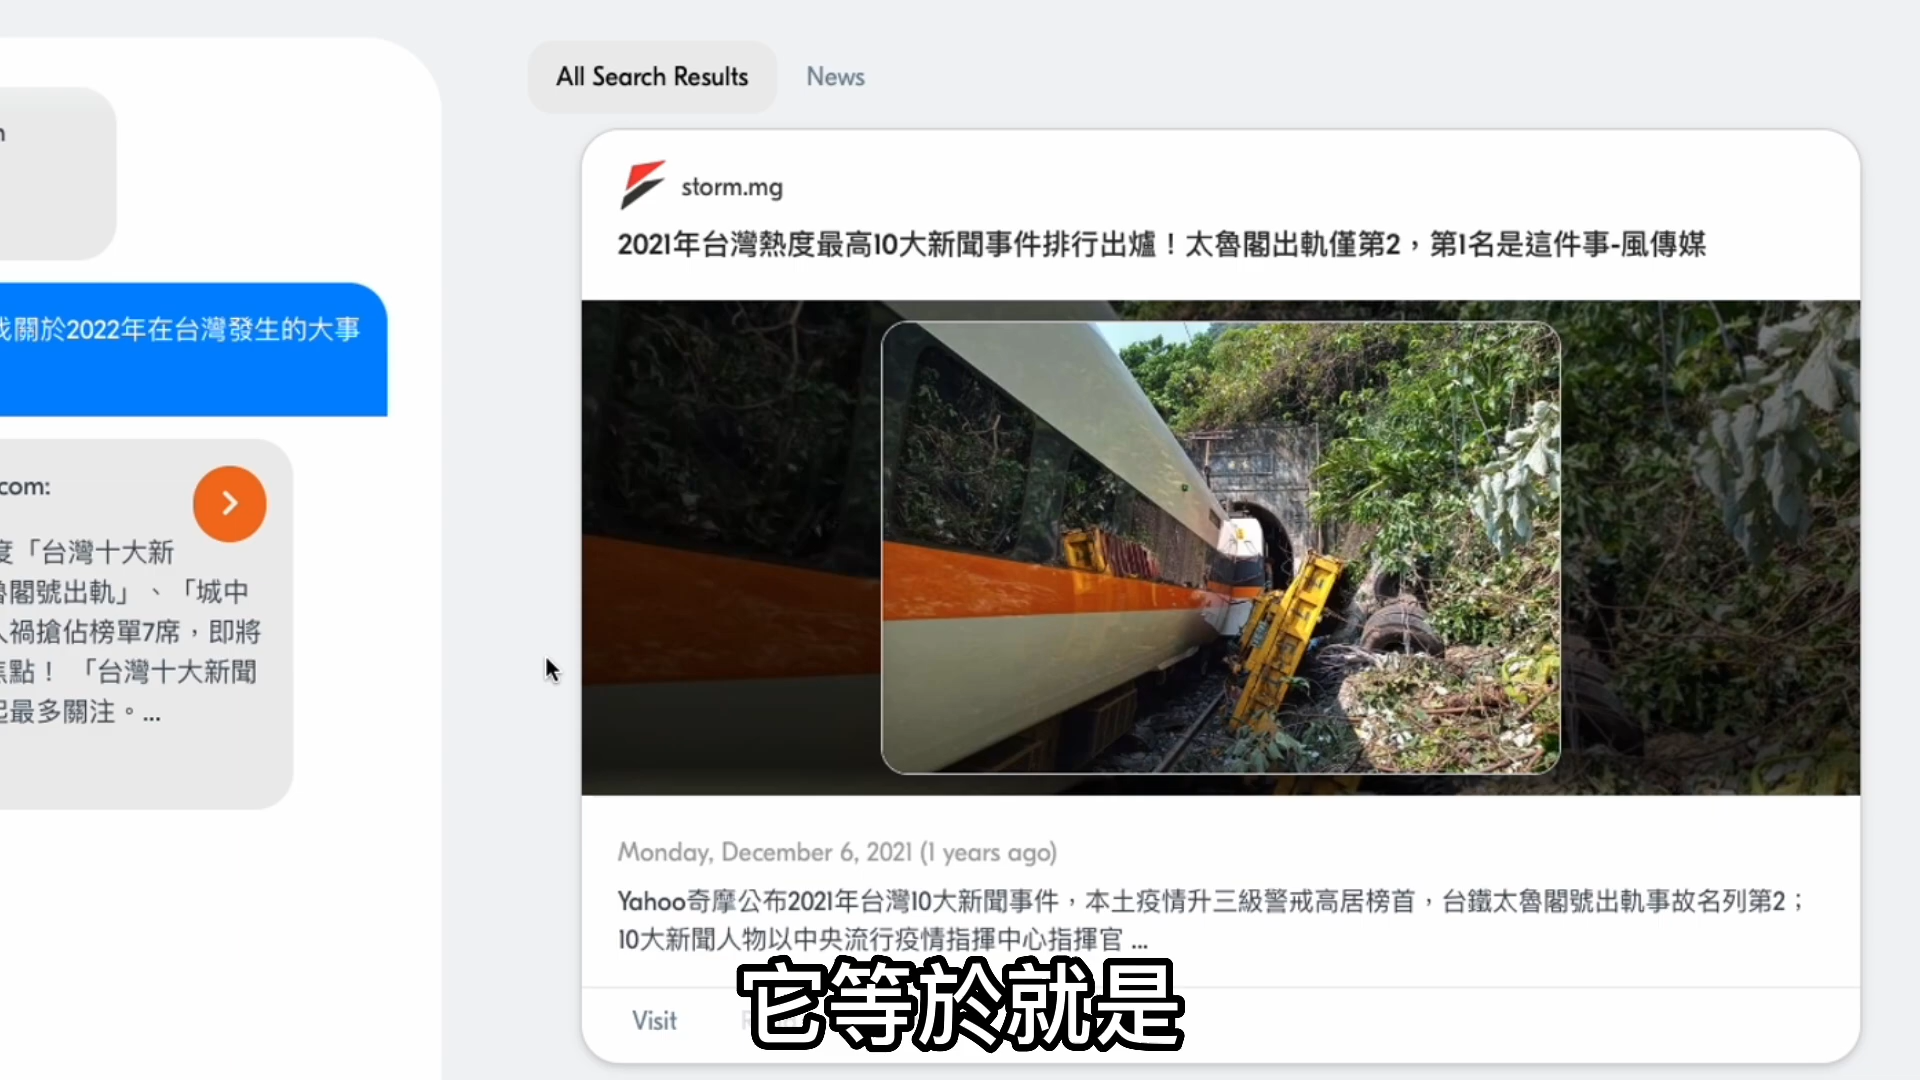 All Search Results
News
storm.mg
2021年台灣熱度最高10大新聞事件排行出爐！太魯閣出軌僅第2，第1名是這件事-風傳媒
關於2022年在台灣發生的大事
com:
度「台灣十大新
魯閣號出軌」、「城中
人禍搶佔榜單7席，即將
焦點！ 「台灣十大新聞
起最多關注。...
Monday, December 6, 2021 (1 years ago)
Yahoo奇摩公布2021年台灣10大新聞事件，本土疫情升三級警戒高居榜首，台鐵太魯閣號出軌事故名列第2；
10大新聞人物以中央流行疫情指揮中心指揮官 ...
Visit
它等於就是